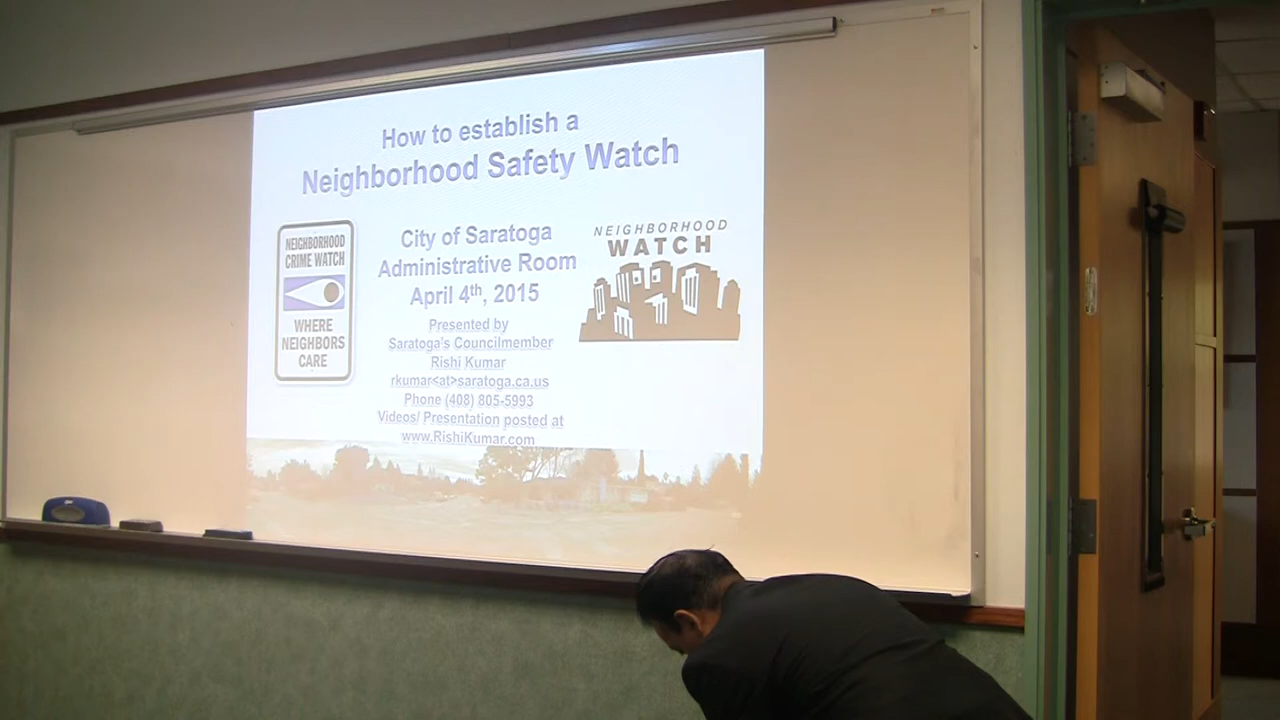 How to establish a
Neighborhood Safety Watch
NEIGHBORHOOD
CRIME WATCH
WHERE
NEIGHBORS
CARE
City of Saratoga
Administrative Room
April 4th, 2015
Presented by
Saratoga's Councilmember
Rishi Kumar
rkumar<at>saratoga.ca.us
Phone (408) 805-5993
Videos/ Presentation posted at
www.RishiKumar.com
NEIGHBORHOOD
WATCH